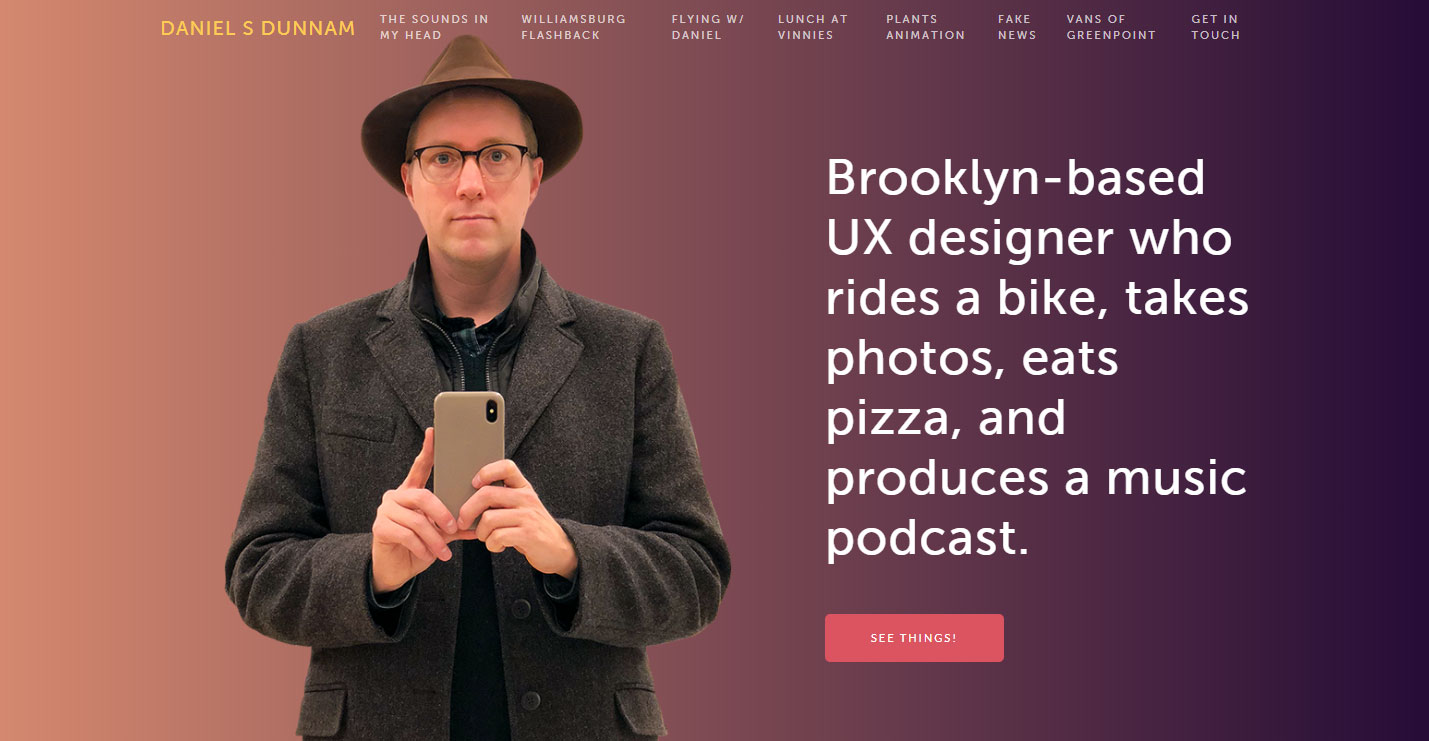 DANIEL S DUNNAM
THE SOUNDS IN
MY HEAD
WILLIAMSBURG
FLASHBACK
FLYING W/
DANIEL
LUNCH AT
VINNIES
PLANTS
ANIMATION
FAKE
NEWS
VANS OF
GREENPOINT
GET IN
TOUCH
Brooklyn-based
UX designer who
rides a bike, takes
photos, eats
pizza, and
produces a music
podcast.
SEE THINGS!